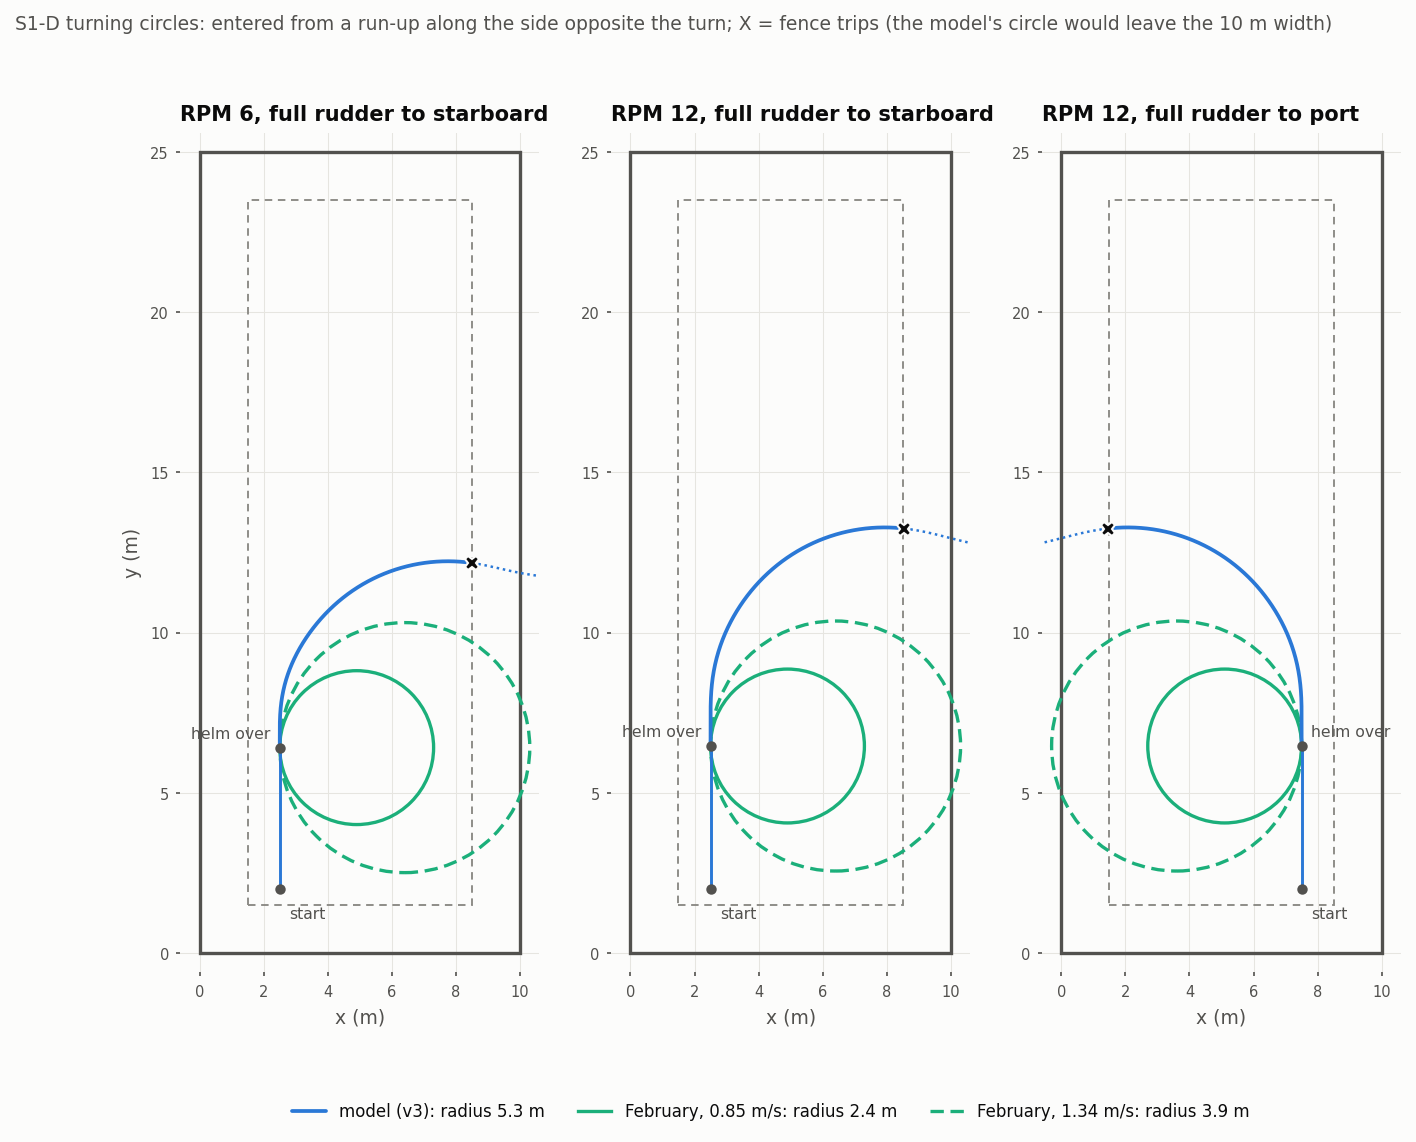 S1-D turning circles: entered from a run-up along the side opposite the turn; X = fence trips (the model's circle would leave the 10 m width)
RPM 6, full rudder to starboard
RPM 12, full rudder to starboard
RPM 12, full rudder to port
y (m)
25
20
15
10
5
0
helm over
start
0 2 4 6 8 10
x (m)
25
20
15
10
5
0
helm over
start
0 2 4 6 8 10
x (m)
25
20
15
10
5
0
helm over
start
0 2 4 6 8 10
x (m)
model (v3): radius 5.3 m
February, 0.85 m/s: radius 2.4 m
February, 1.34 m/s: radius 3.9 m